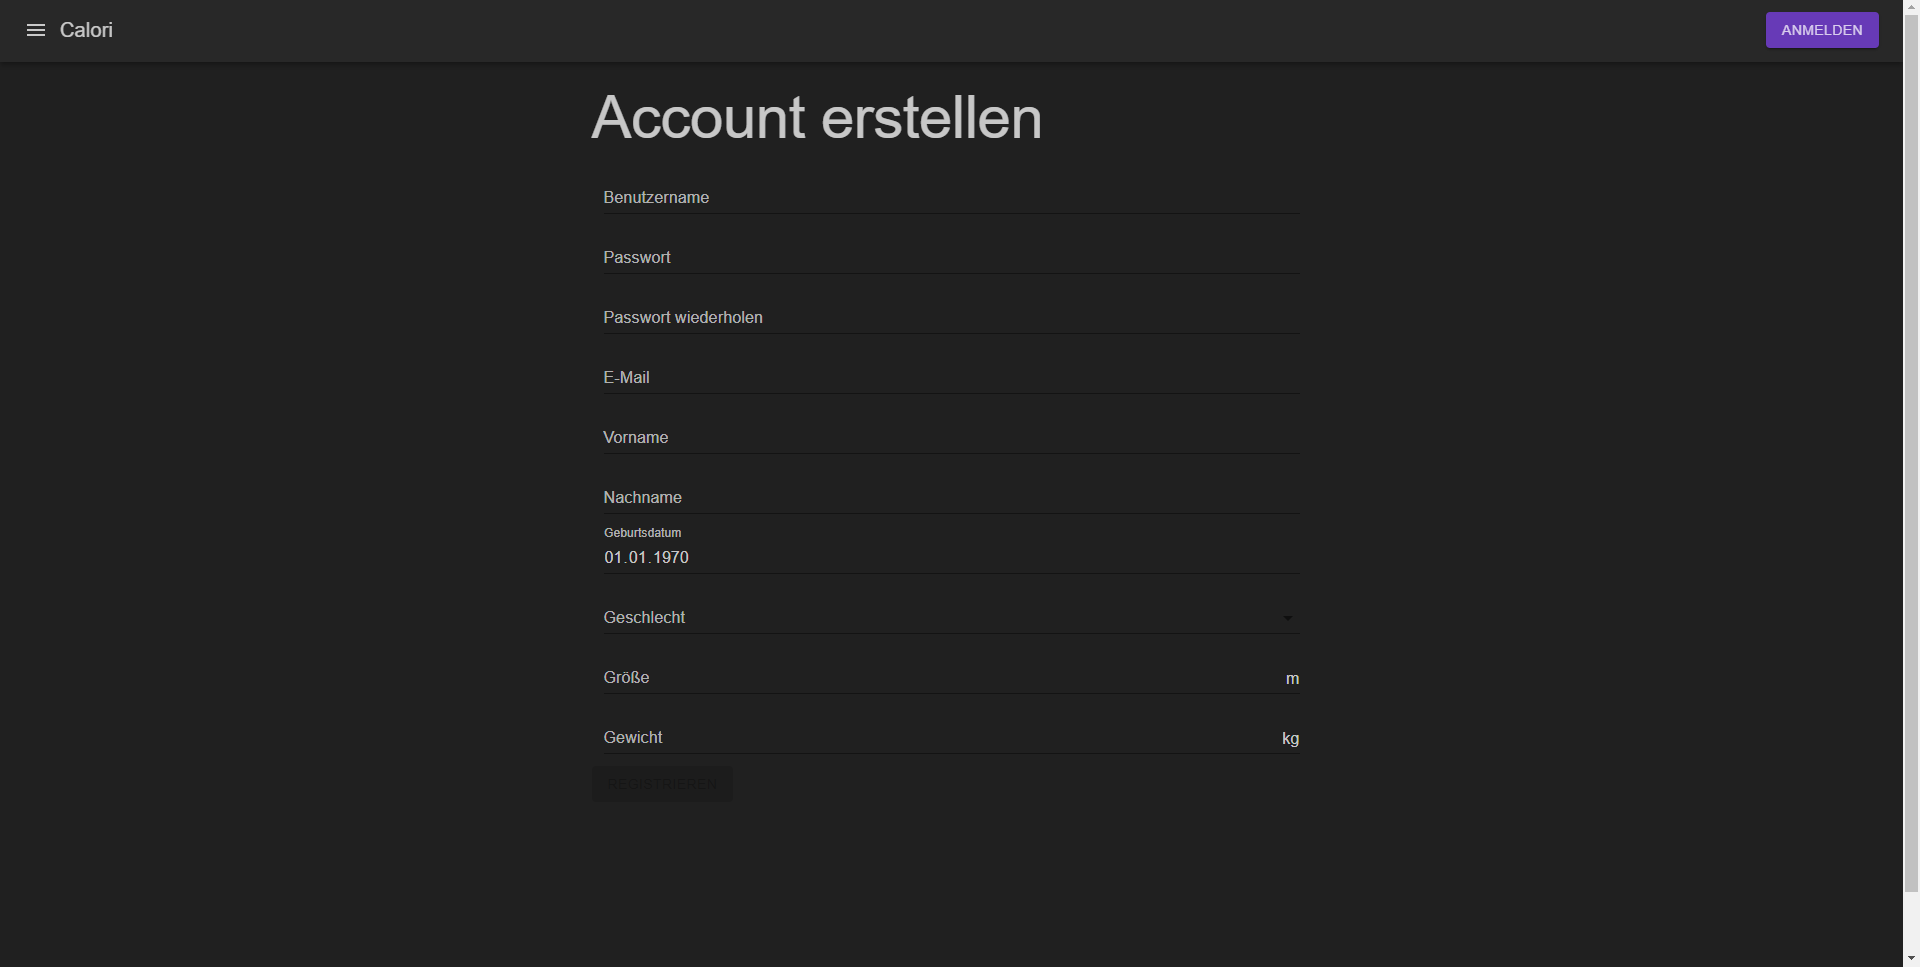 Calori
ANMELDEN
Account erstellen
Benutzername
Passwort
Passwort wiederholen
E-Mail
Vorname
Nachname
Geburtsdatum
01.01.1970
Geschlecht
Größe m
Gewicht kg
REGISTRIEREN